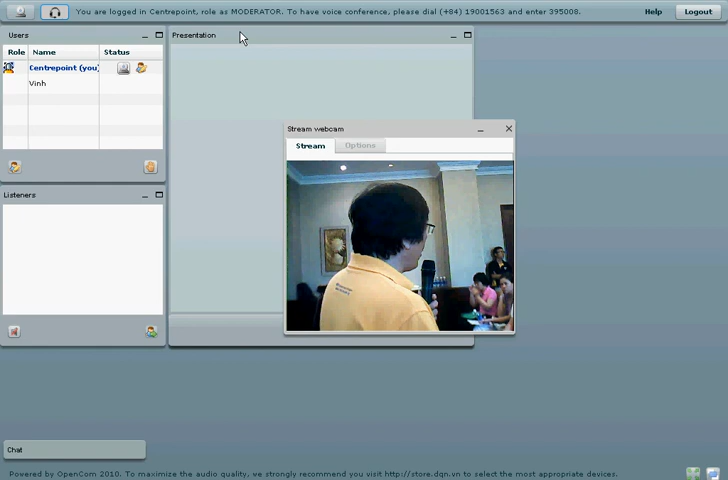 You are logged in Centrepoint, role as MODERATOR. To have voice conference, please dial (+84) 19001563 and enter 395008.
Help
Logout
Users
Role Name Status
Centrepoint (you)
Vinh
Listeners
Presentation
Stream webcam
Stream Options
Chat
Powered by OpenCom 2010. To maximize the audio quality, we strongly recommend you visit http://store.dqn.vn to select the most appropriate devices.